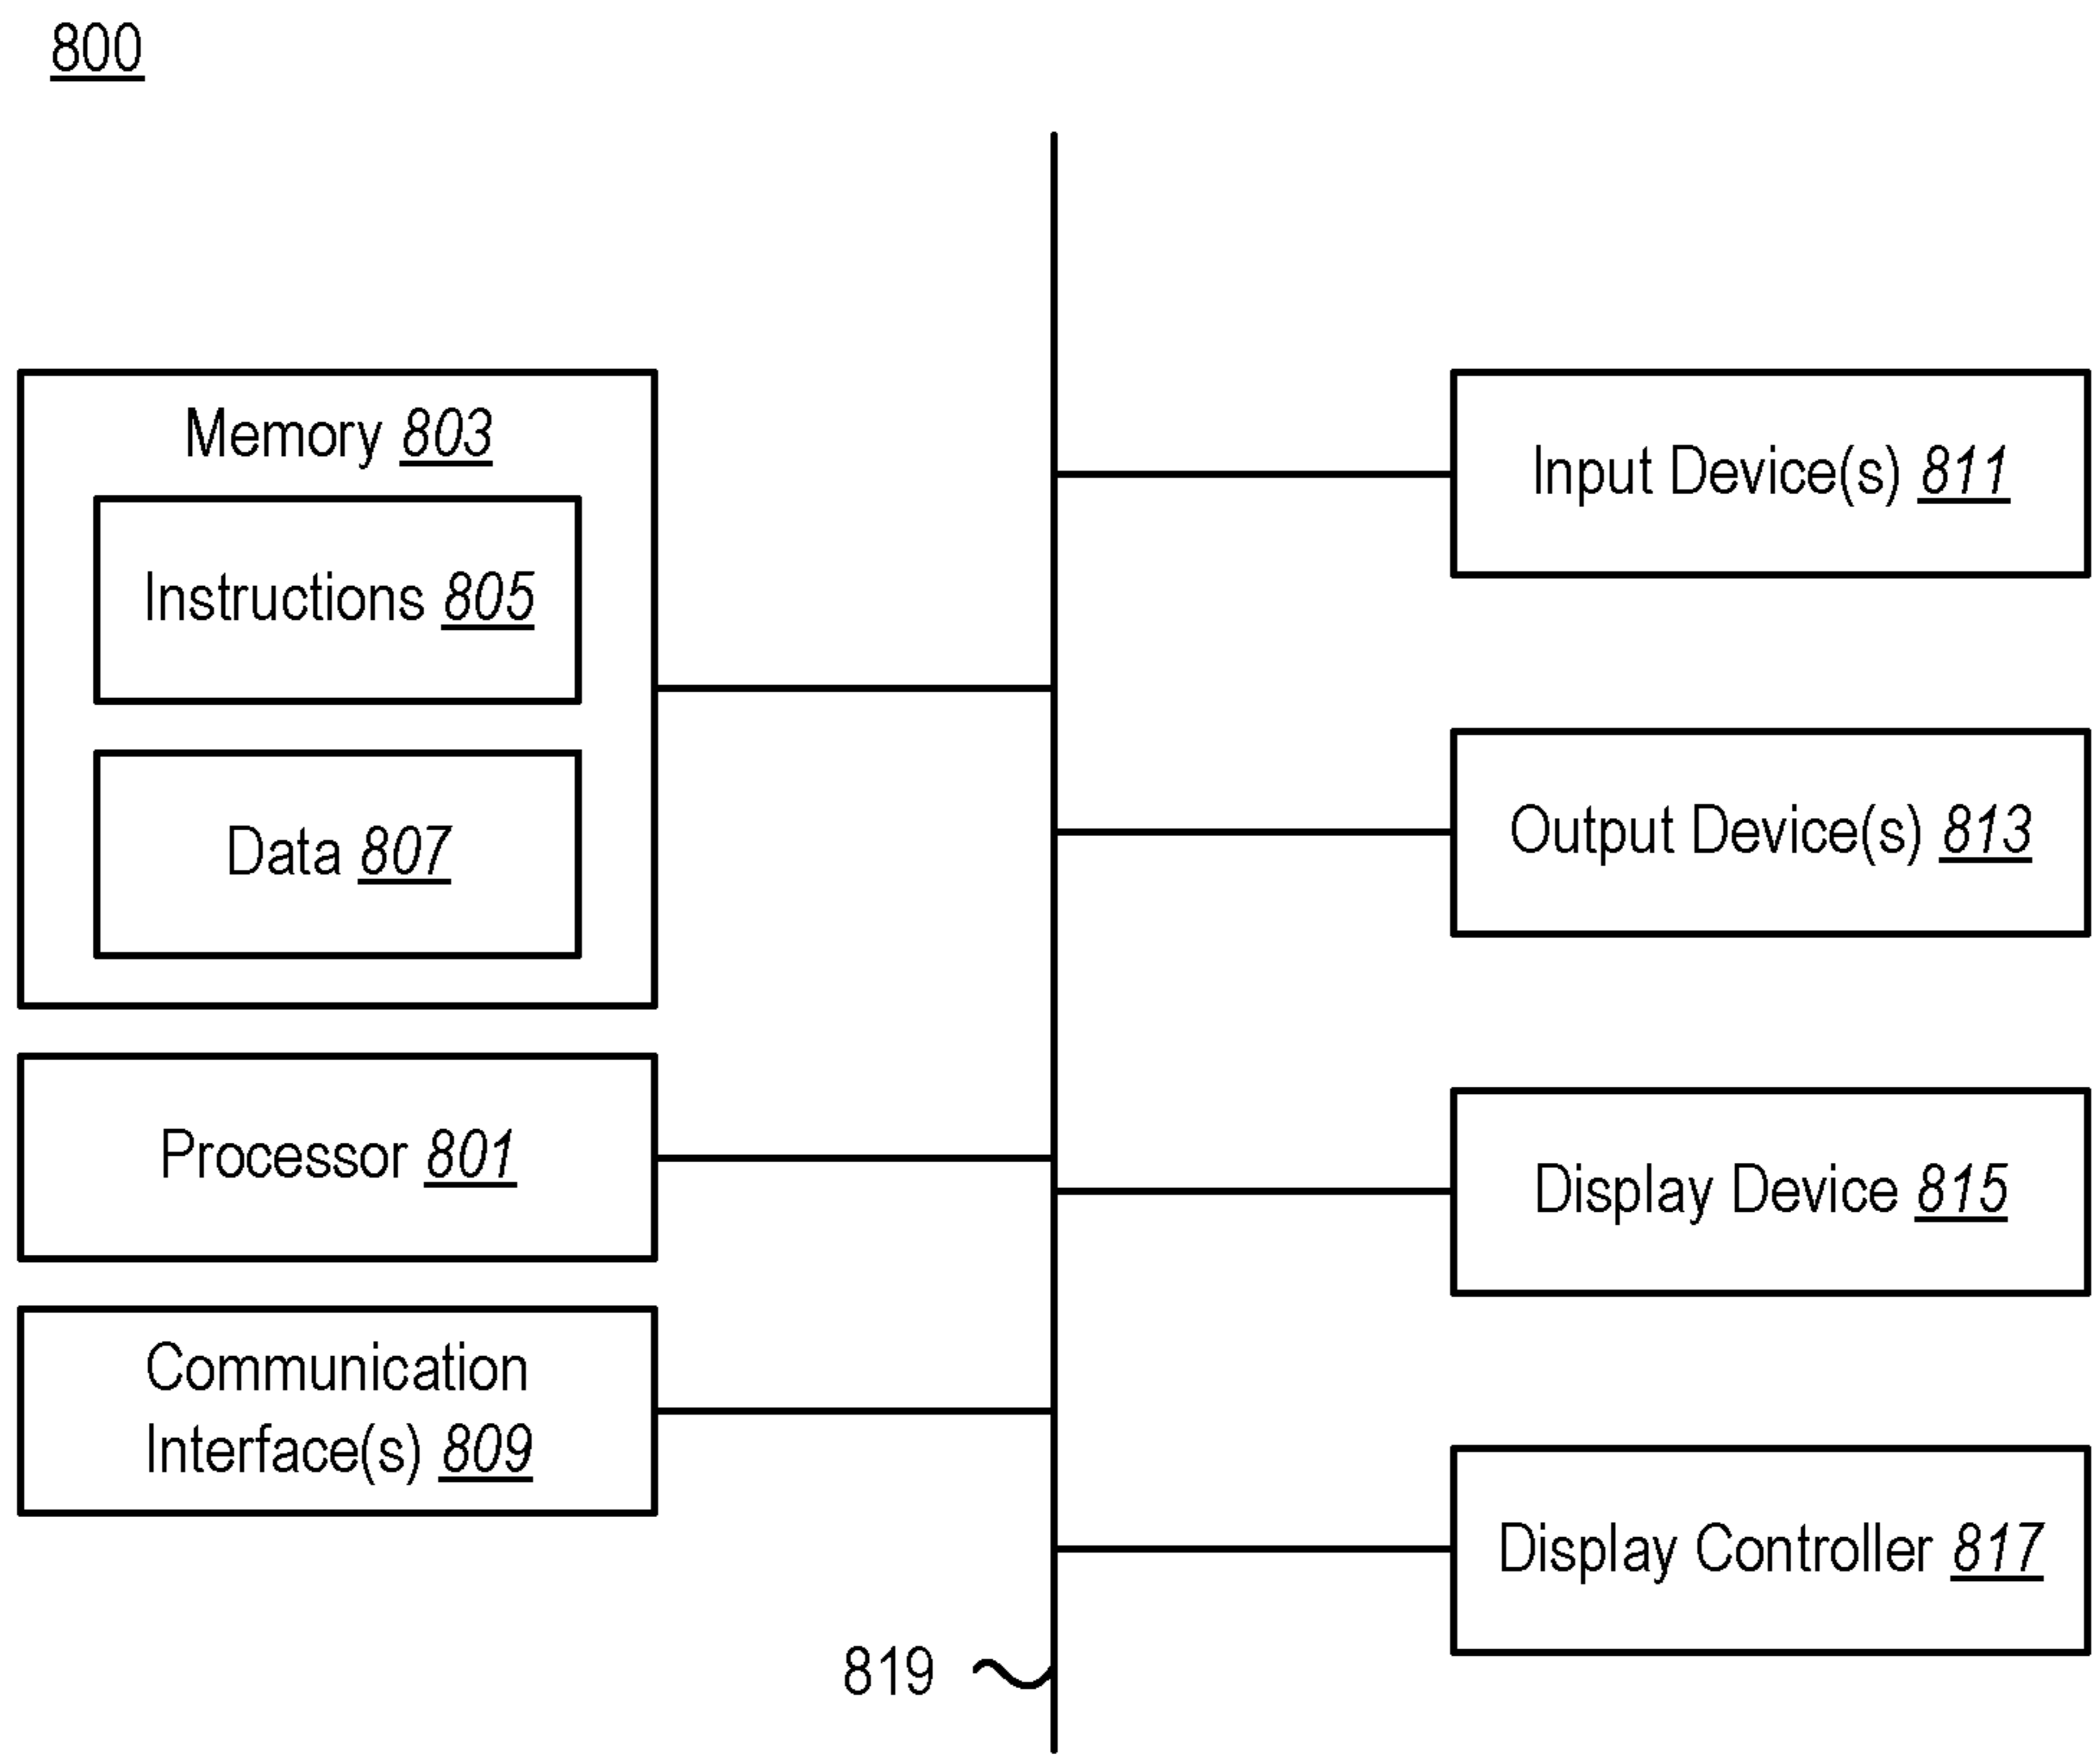 800
Memory 803
Instructions 805
Data 807
Processor 801
Communication
Interface(s) 809
Input Device(s) 811
Output Device(s) 813
Display Device 815
Display Controller 817
819